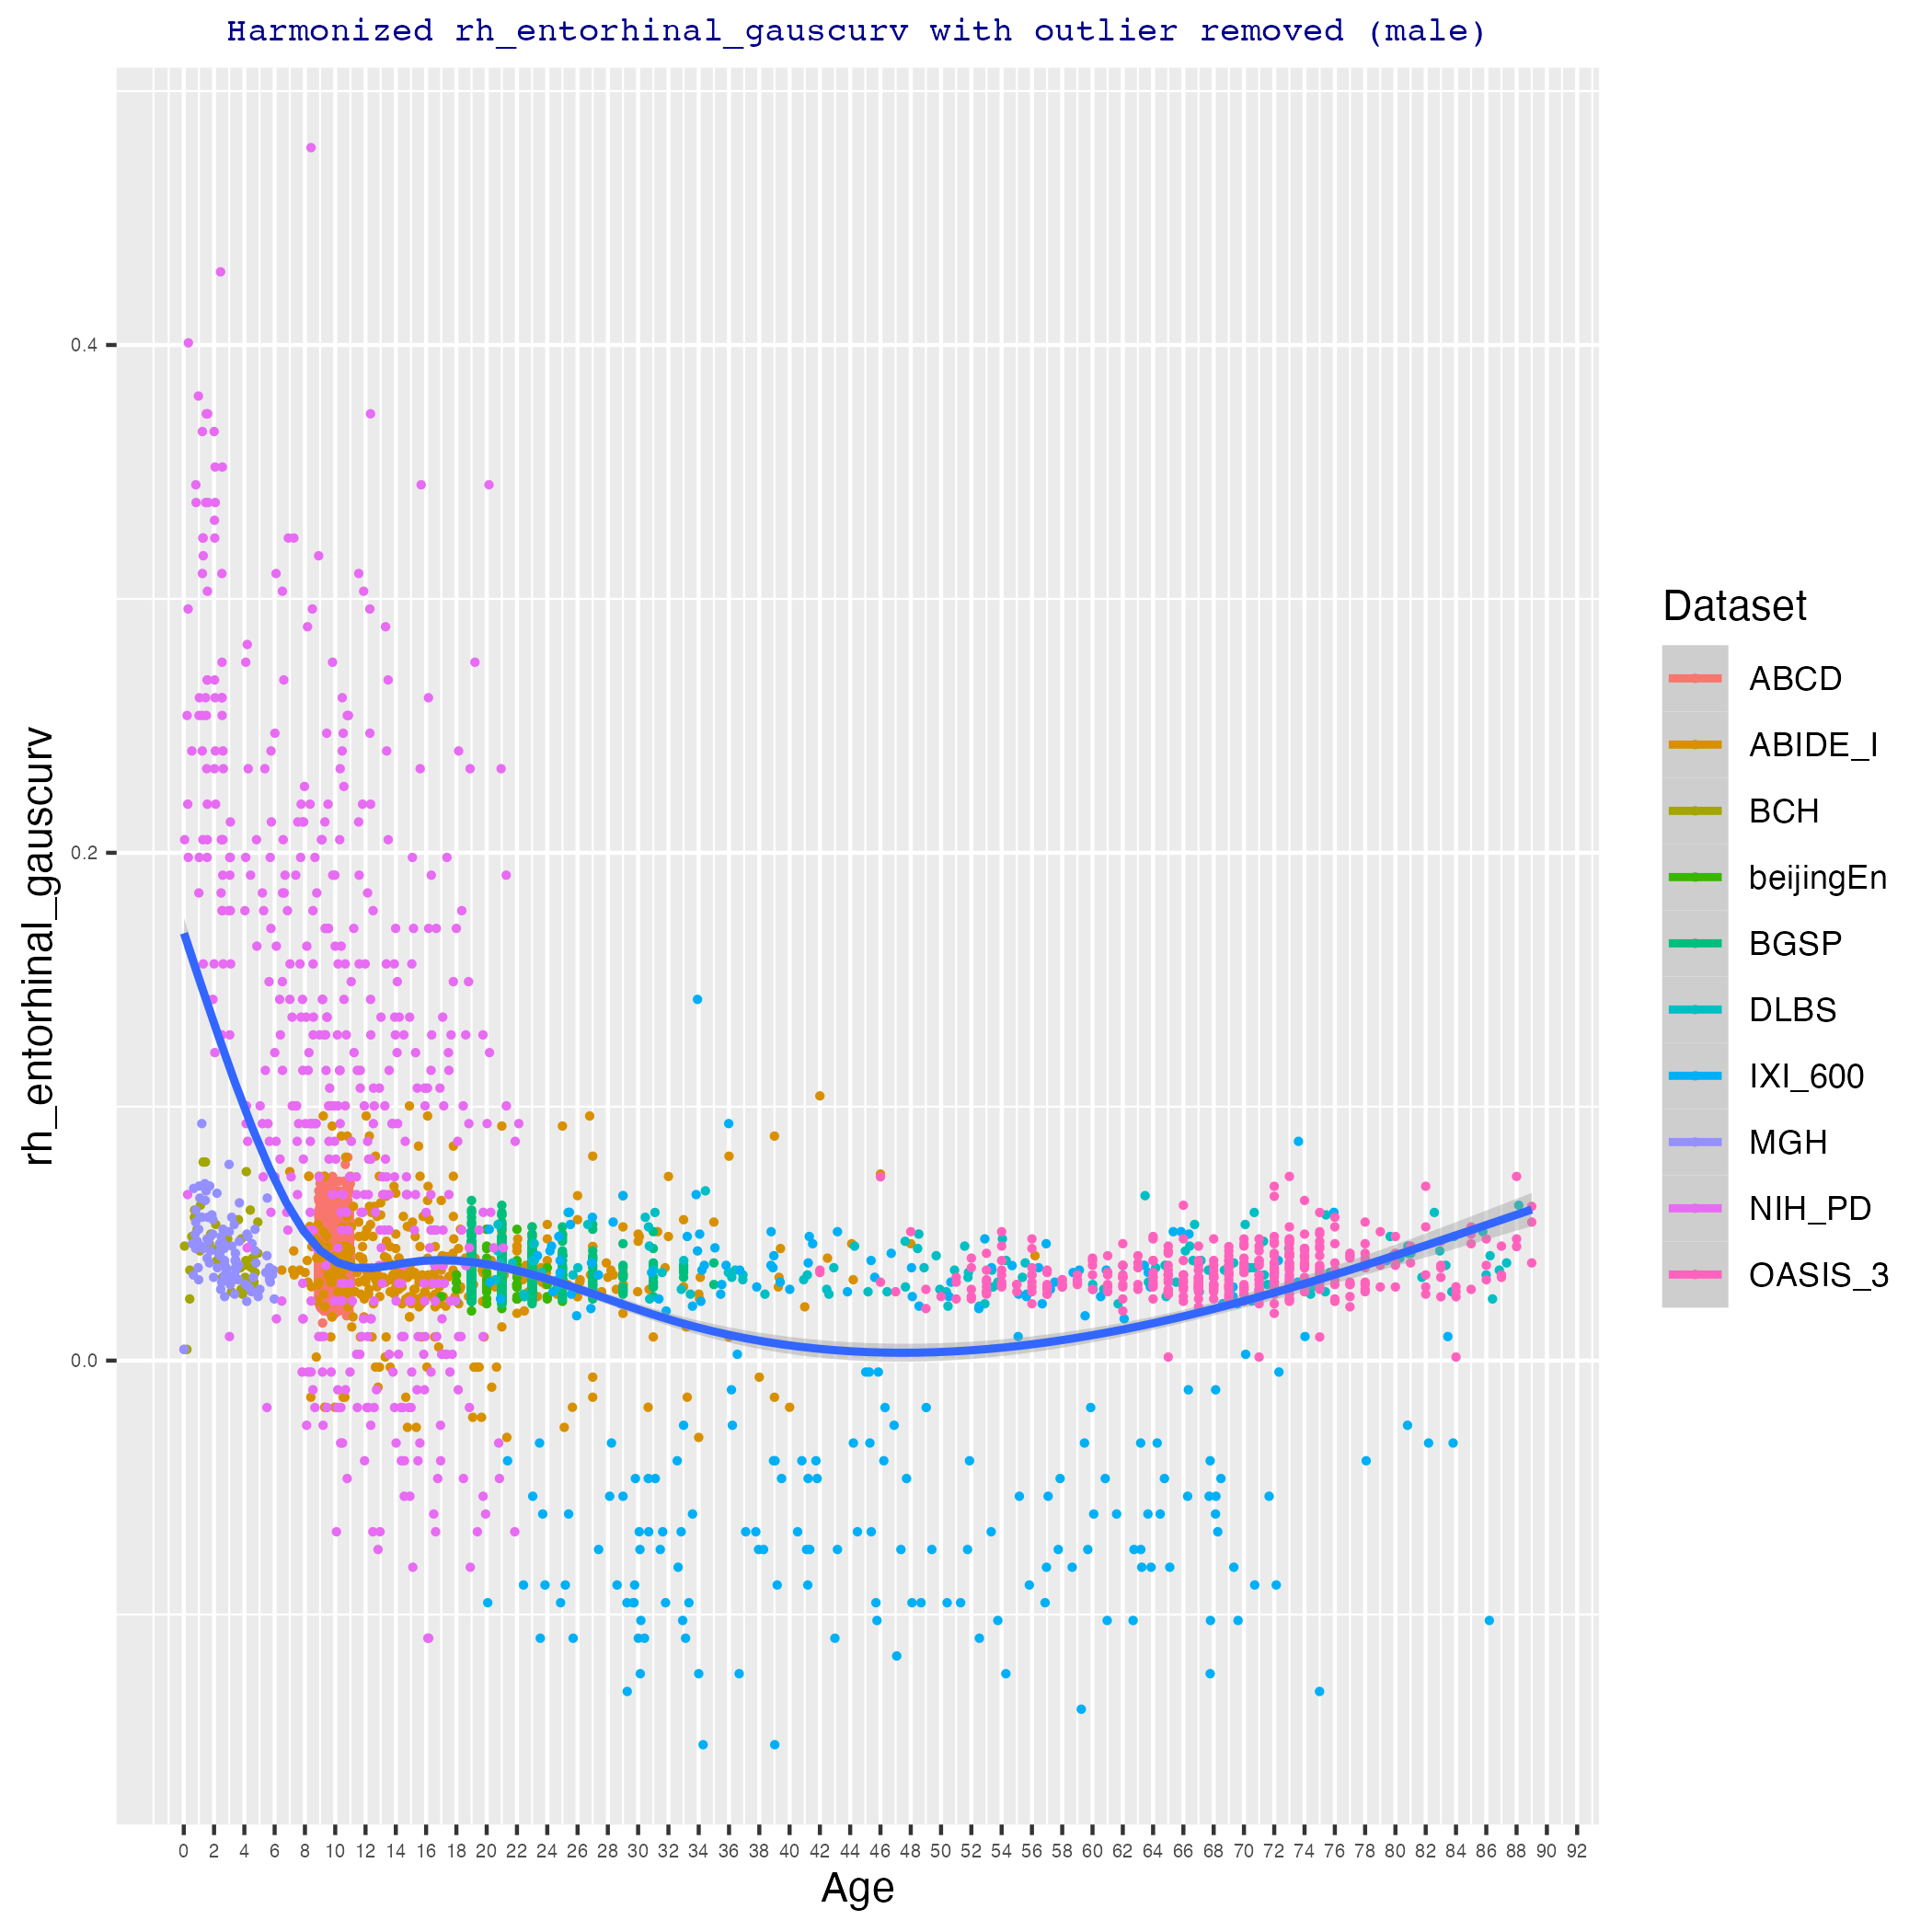 Harmonized rh_entorhinal_gauscurv with outlier removed (male)
rh_entorhinal_gauscurv
0.4
0.2
0.0
0 2 4 6 8 10 12 14 16 18 20 22 24 26 28 30 32 34 36 38 40 42 44 46 48 50 52 54 56 58 60 62 64 66 68 70 72 74 76 78 80 82 84 86 88 90 92
Age
Dataset
ABCD
ABIDE_I
BCH
beijingEn
BGSP
DLBS
IXI_600
MGH
NIH_PD
OASIS_3